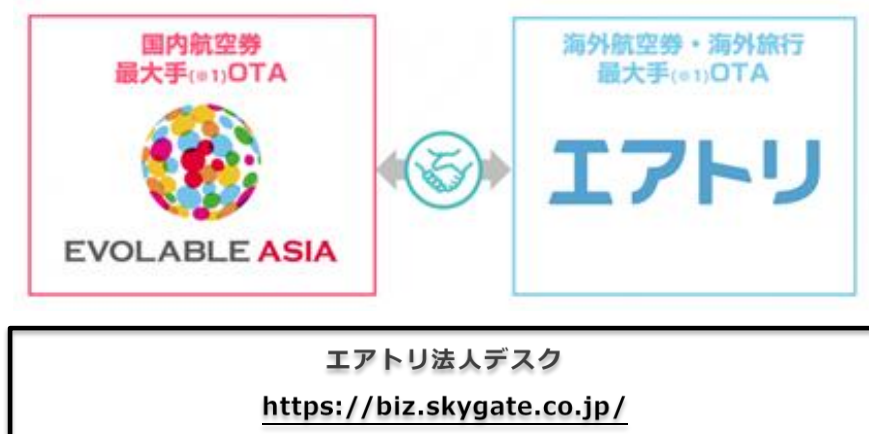 国内航空券
最大手(※1)OTA
EVOLABLE ASIA
海外航空券・海外旅行
最大手(※1)OTA
エアトリ
エアトリ法人デスク
https://biz.skygate.co.jp/